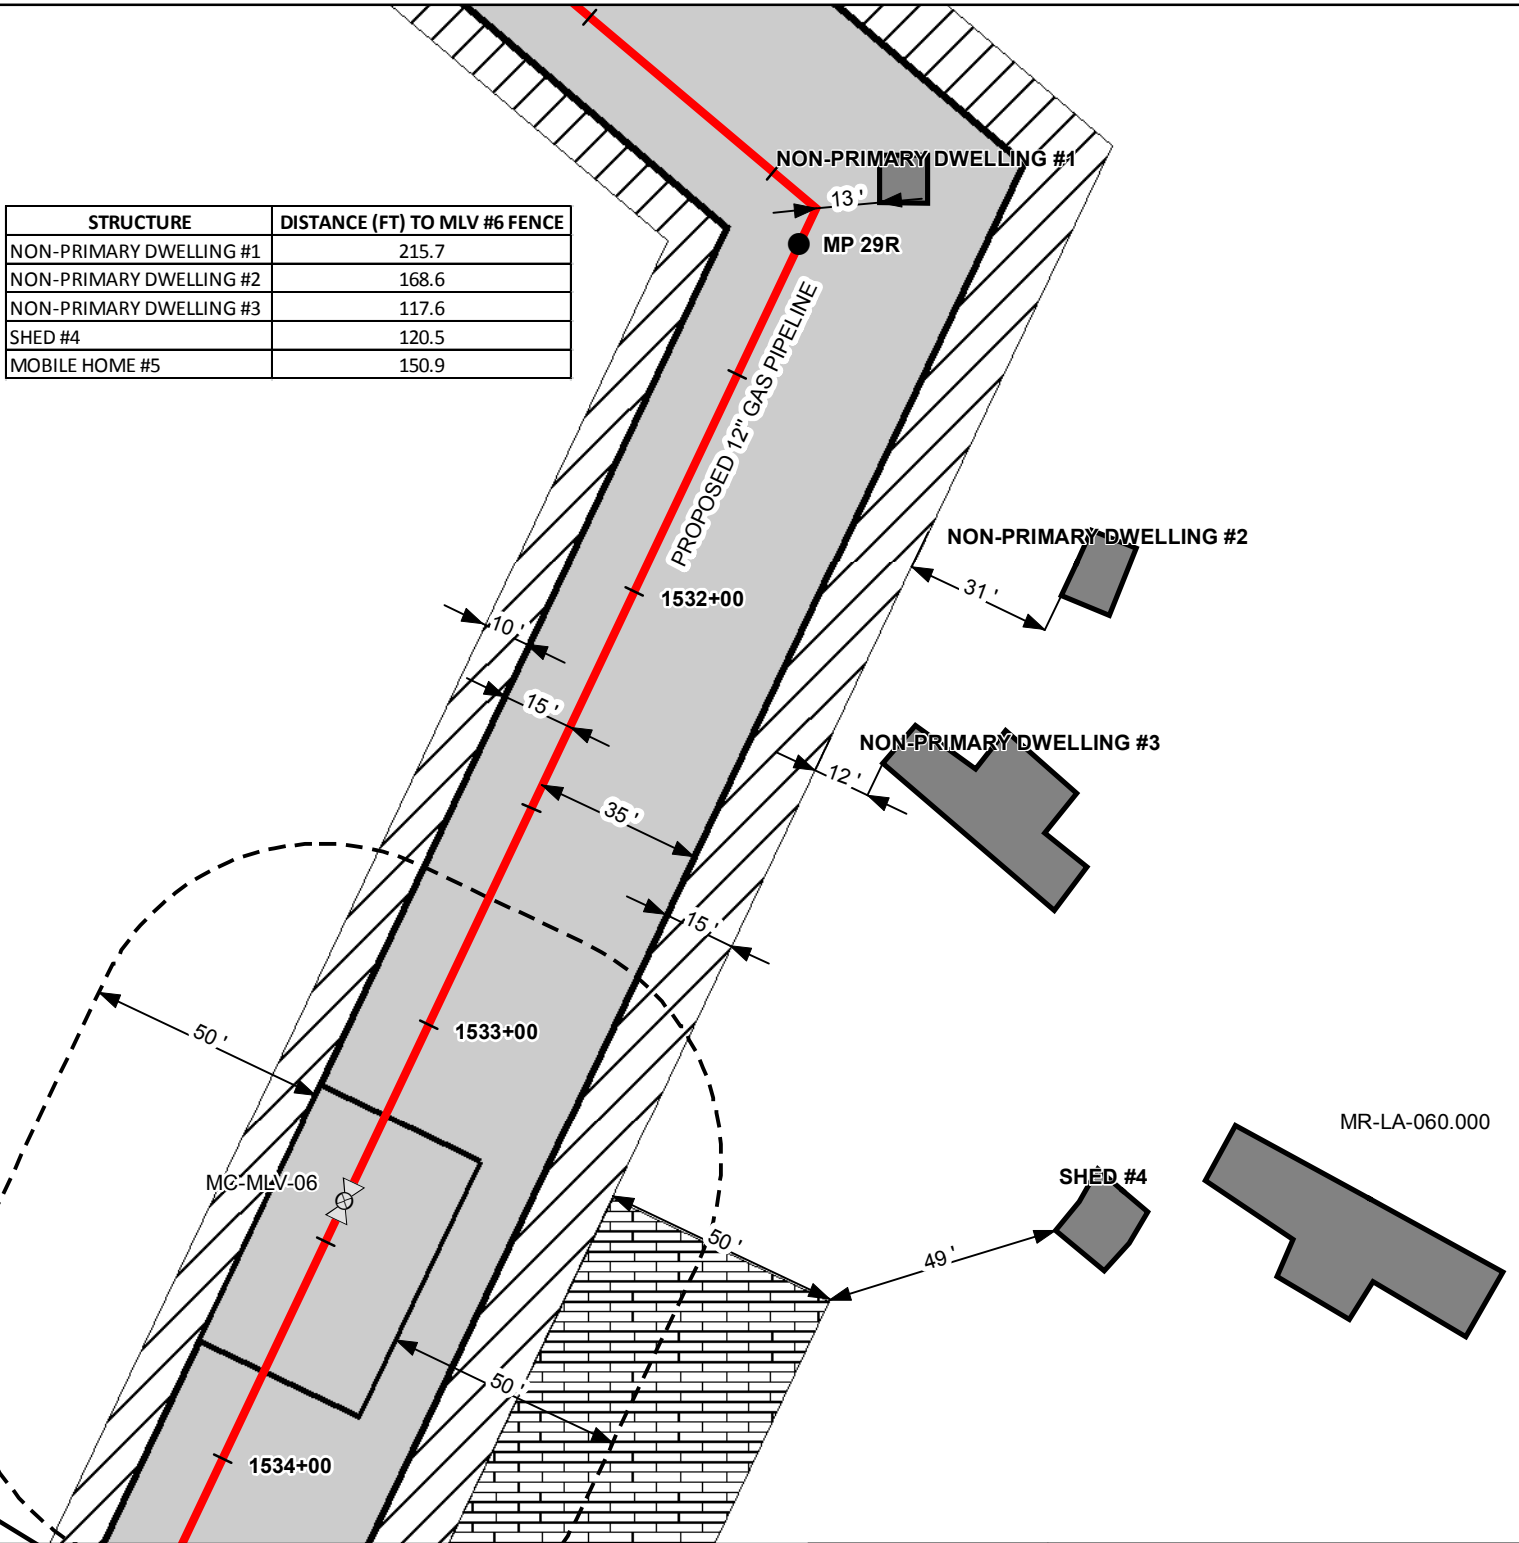 NON-PRIMARY DWELLING #1
13 '
MP 29R
STRUCTURE DISTANCE (FT) TO MLV #6 FENCE
NON-PRIMARY DWELLING #1 215.7
NON-PRIMARY DWELLING #2 168.6
NON-PRIMARY DWELLING #3 117.6
SHED #4 120.5
MOBILE HOME #5 150.9
PROPOSED 12" GAS PIPELINE
NON-PRIMARY DWELLING #2
31 '
1532+00
10 '
15 '
NON-PRIMARY DWELLING #3
12 '
35 '
15 '
50 '
1533+00
MR-LA-060.000
MC-MLV-06
SHED #4
50 '
49 '
50 '
1534+00